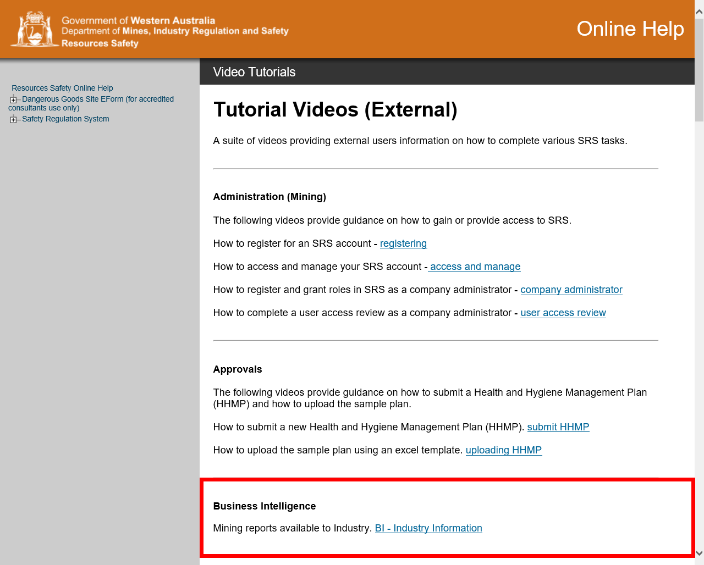 Government of Western Australia
Department of Mines, Industry Regulation and Safety
Resources Safety
Online Help
Resources Safety Online Help
Dangerous Goods Site EForm (for accredited
consultants use only)
Safety Regulation System
Video Tutorials
Tutorial Videos (External)
A suite of videos providing external users information on how to complete various SRS tasks.
Administration (Mining)
The following videos provide guidance on how to gain or provide access to SRS.
How to register for an SRS account - registering
How to access and manage your SRS account - access and manage
How to register and grant roles in SRS as a company administrator - company administrator
How to complete a user access review as a company administrator - user access review
Approvals
The following videos provide guidance on how to submit a Health and Hygiene Management Plan
(HHMP) and how to upload the sample plan.
How to submit a new Health and Hygiene Management Plan (HHMP). submit HHMP
How to upload the sample plan using an excel template. uploading HHMP
Business Intelligence
Mining reports available to Industry. BI - Industry Information